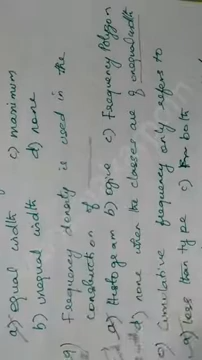 a) equal width c) maximum
b) unequal width d) none
9) Frequency density is used in the
construction of
a) Histogram b) ogive c) Frequency Polygon
d) none when the classes are of unequal width
0) Cumulative frequency only refers to
a) less than type c) both